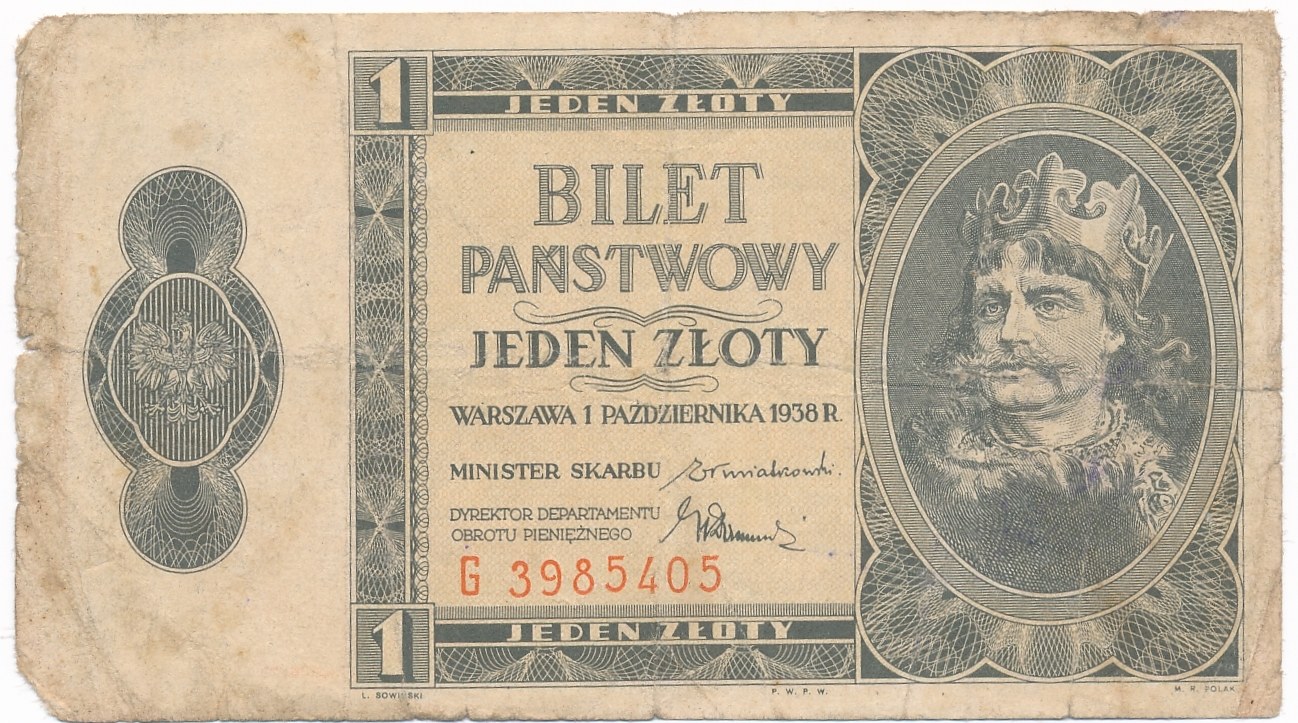 1
JEDEN ZŁOTY
BILET
PAŃSTWOWY
JEDEN ZŁOTY
WARSZAWA 1 PAŹDZIERNIKA 1938 R.
MINISTER SKARBU
DYREKTOR DEPARTAMENTU
OBROTU PIENIĘŻNEGO
G 3985405
1
JEDEN ZŁOTY
L. SOWIŃSKI
P. W. P. W.
M. R. POLAK